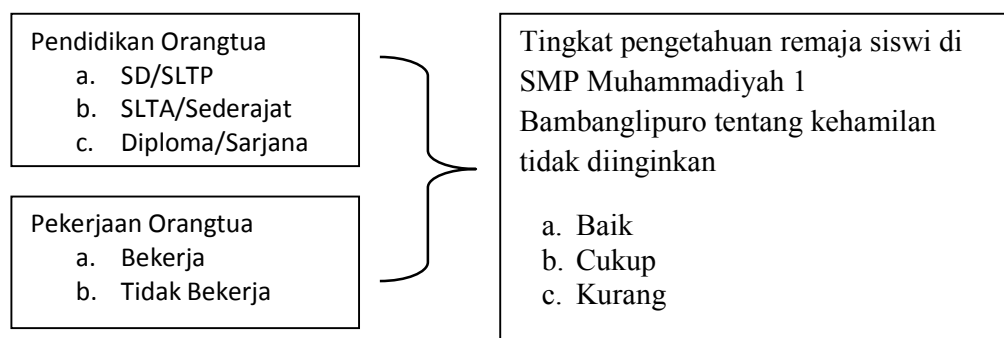 Pendidikan Orangtua
a. SD/SLTP
b. SLTA/Sederajat
c. Diploma/Sarjana
Pekerjaan Orangtua
a. Bekerja
b. Tidak Bekerja
Tingkat pengetahuan remaja siswi di
SMP Muhammadiyah 1
Bambanglipuro tentang kehamilan
tidak diinginkan
a. Baik
b. Cukup
c. Kurang